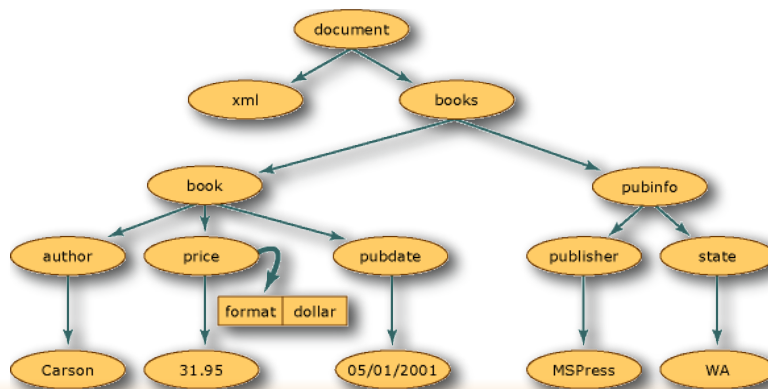 document
xml
books
book
pubinfo
author
price
pubdate
publisher
state
format dollar
Carson
31.95
05/01/2001
MSPress
WA